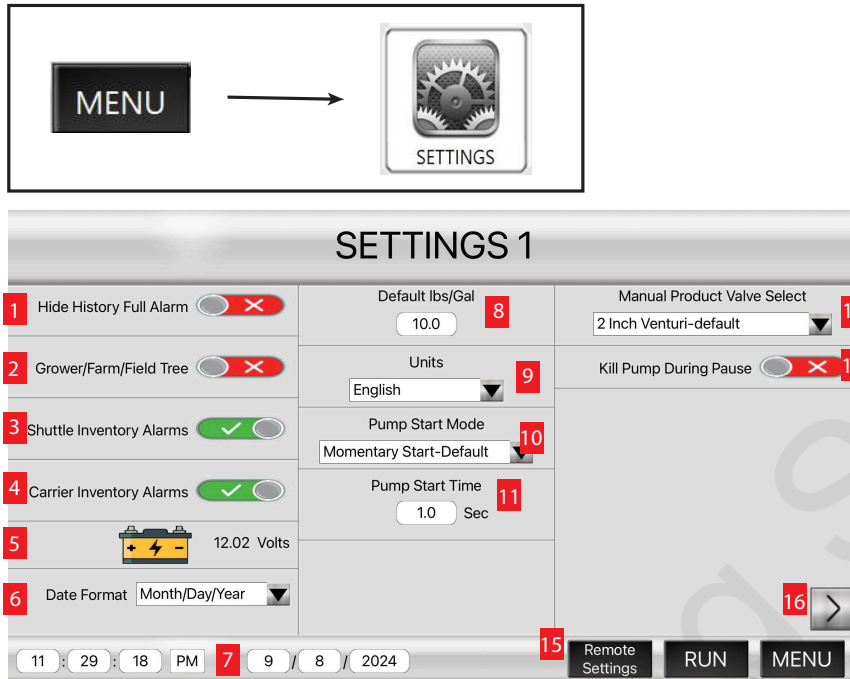 MENU
SETTINGS
SETTINGS 1
1 Hide History Full Alarm
2 Grower/Farm/Field Tree
3 Shuttle Inventory Alarms
4 Carrier Inventory Alarms
5 12.02 Volts
6 Date Format Month/Day/Year
Default lbs/Gal
10.0 8
Units
English 9
Pump Start Mode
Momentary Start-Default 10
Pump Start Time
1.0 Sec 11
Manual Product Valve Select
2 Inch Venturi-default
Kill Pump During Pause
16 >
11 : 29 : 18 PM 7 9 / 8 / 2024
15 Remote Settings
RUN
MENU